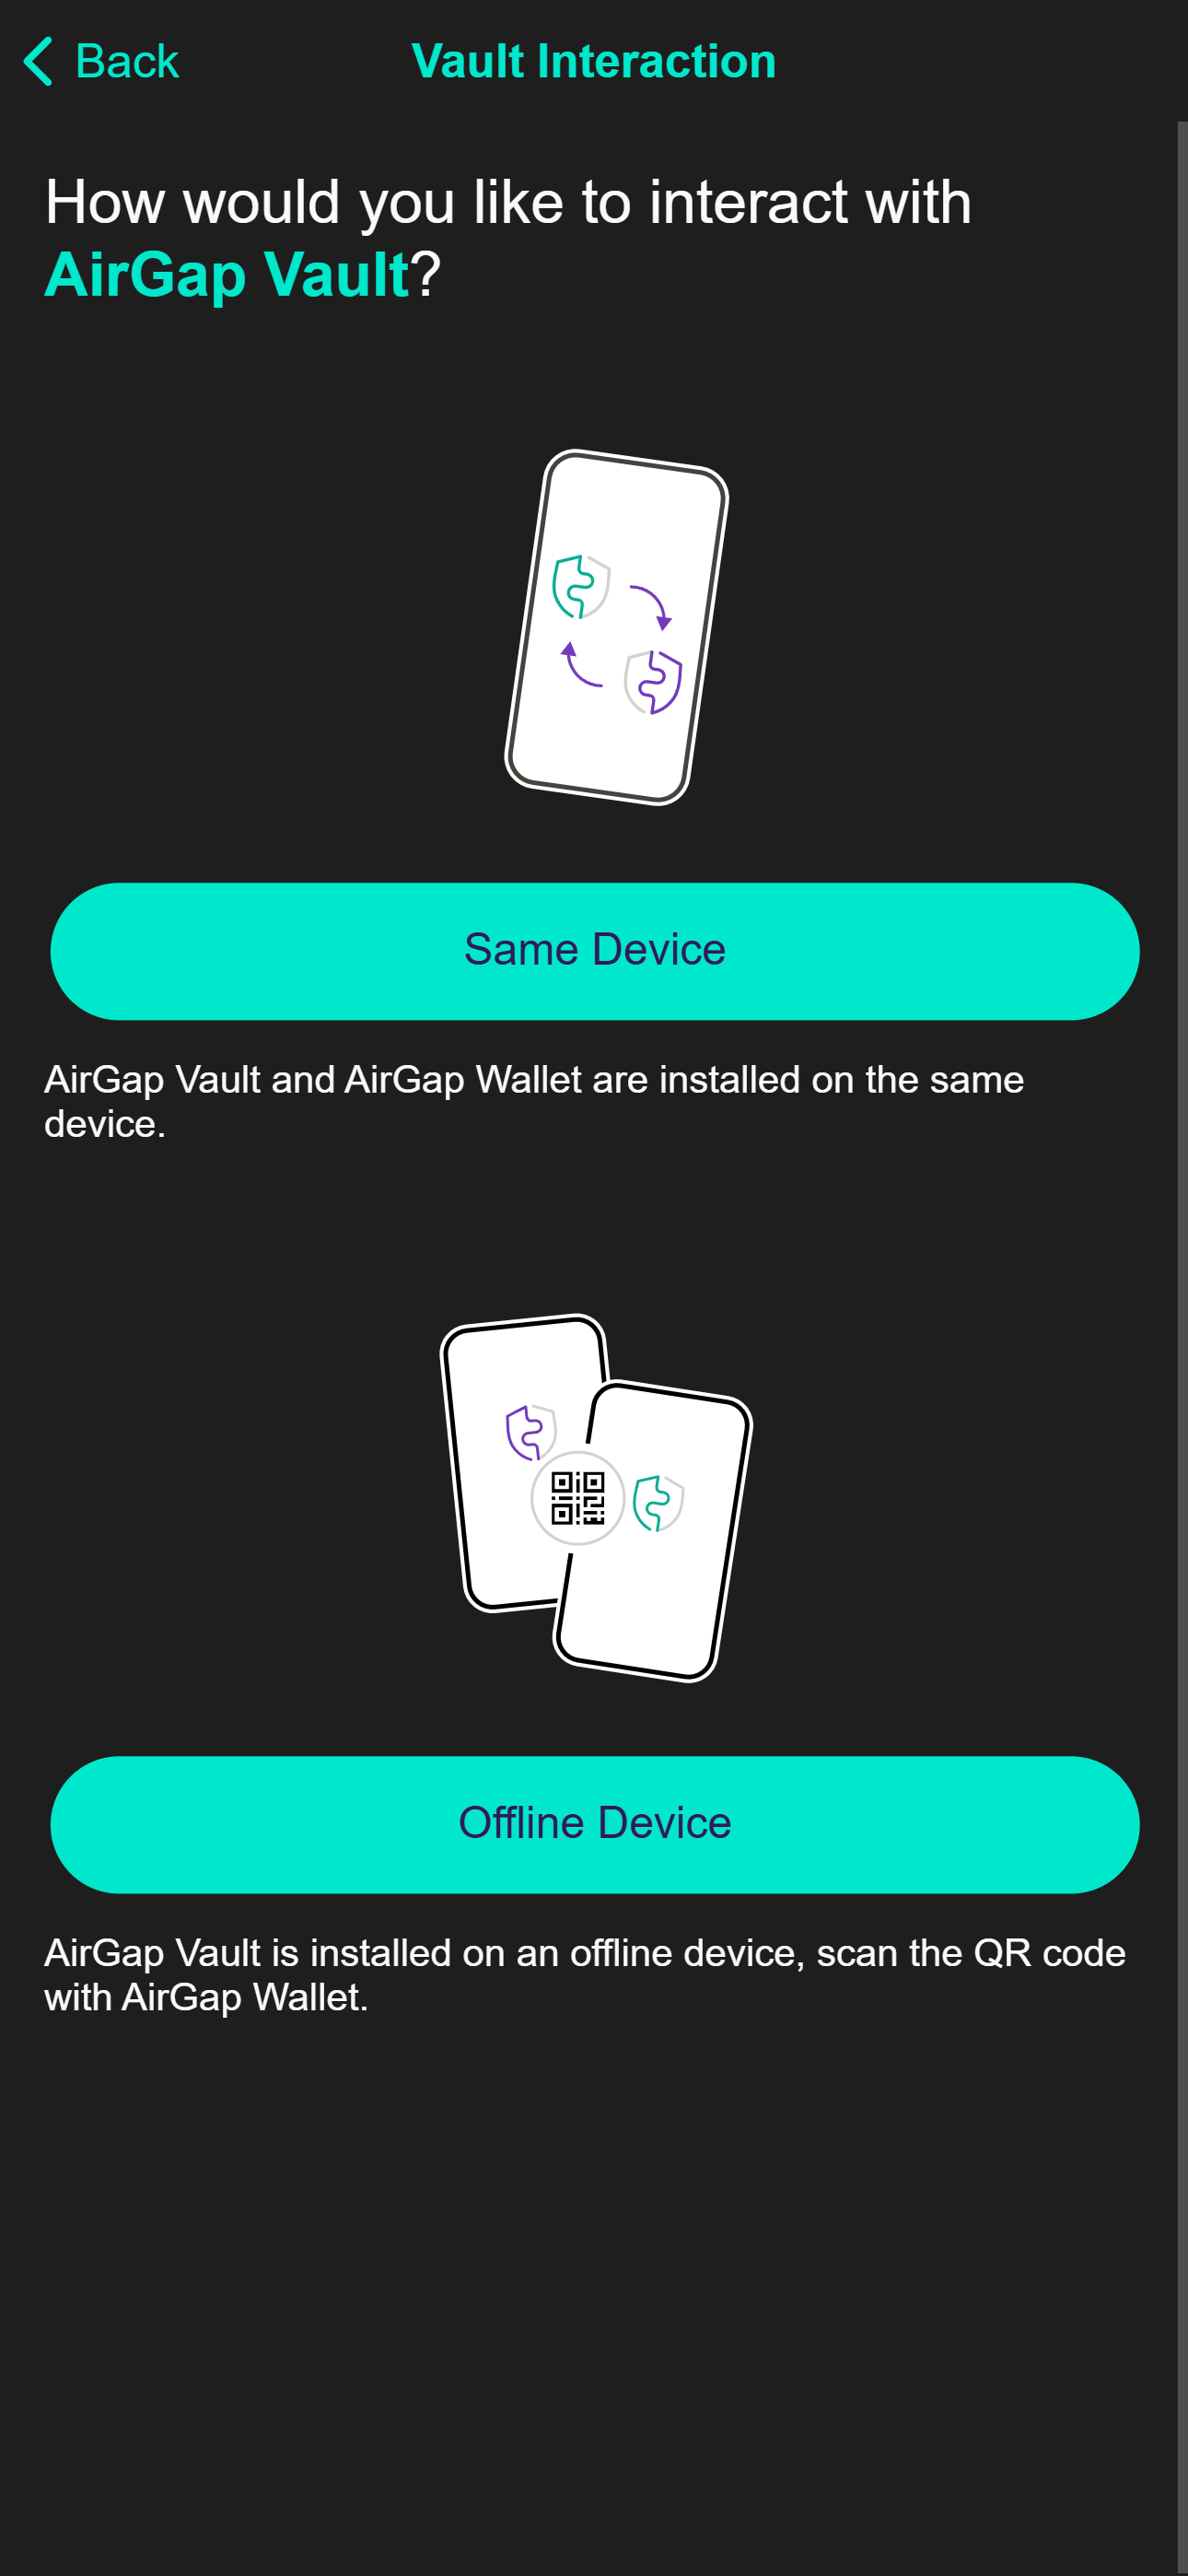 Back
Vault Interaction
How would you like to interact with
AirGap Vault?
Same Device
AirGap Vault and AirGap Wallet are installed on the same
device.
Offline Device
AirGap Vault is installed on an offline device, scan the QR code
with AirGap Wallet.